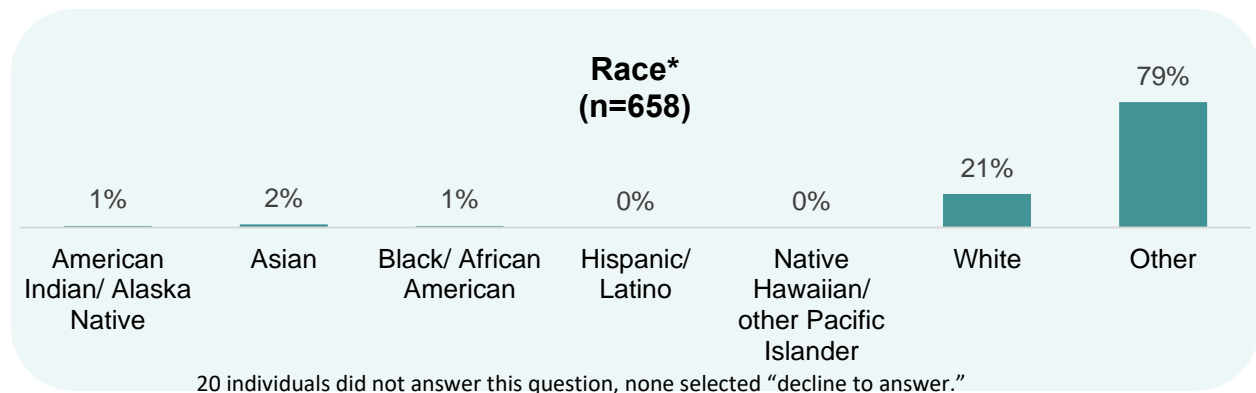 Race*
(n=658)
1%
2%
1%
0%
0%
21%
79%
American
Indian/ Alaska
Native
Asian
Black/ African
American
Hispanic/
Latino
Native
Hawaiian/
other Pacific
Islander
White
Other
20 individuals did not answer this question, none selected “decline to answer.”